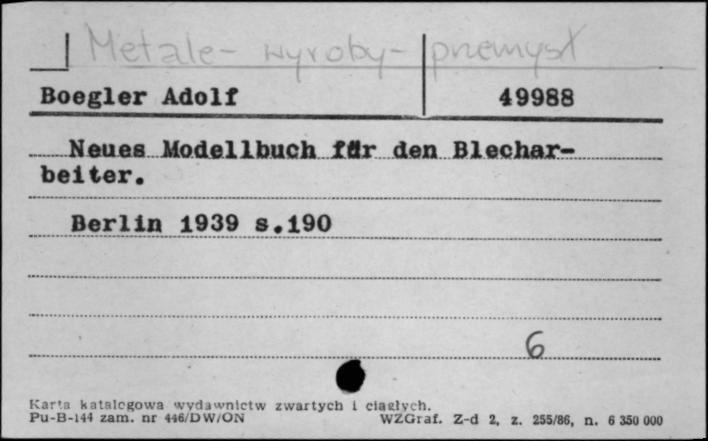 Metale - wyroby - przemysł
Boegler Adolf 49988
Neues Modellbuch für den Blechar-
beiter.
Berlin 1939 s.190
6
Karta katalogowa wydawnictw zwartych i ciągłych.
Pu-B-144 zam. nr 446/DW/ON WZGraf. Z-d 2, z. 255/86, n. 6 350 000